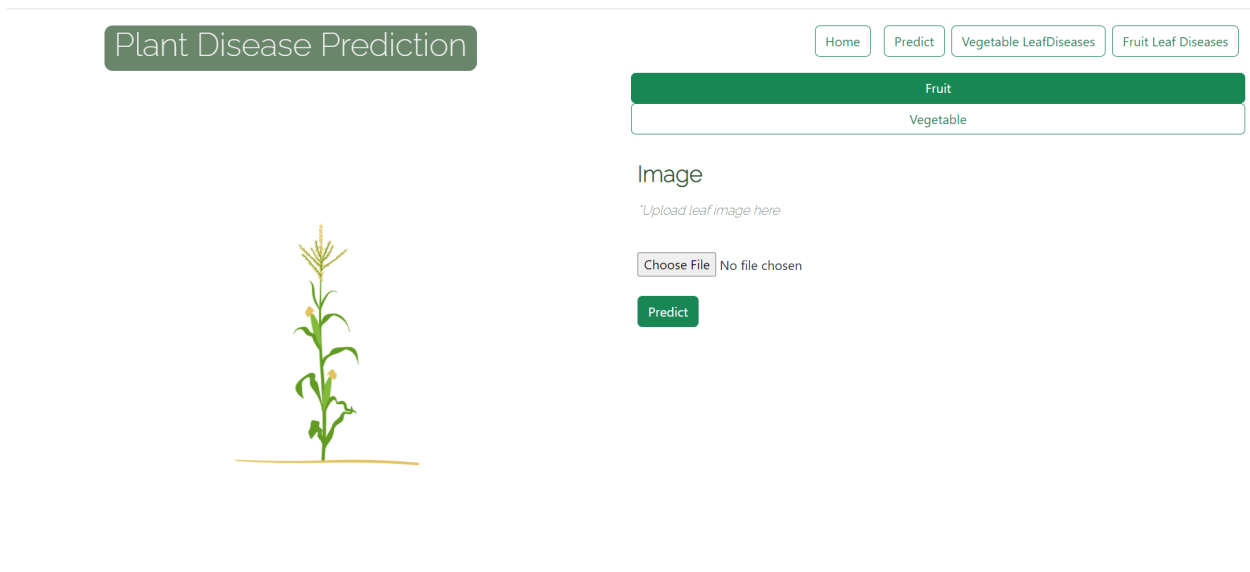 Plant Disease Prediction
Home Predict Vegetable LeafDiseases Fruit Leaf Diseases
Fruit
Vegetable
Image
*Upload leaf image here
Choose File No file chosen
Predict